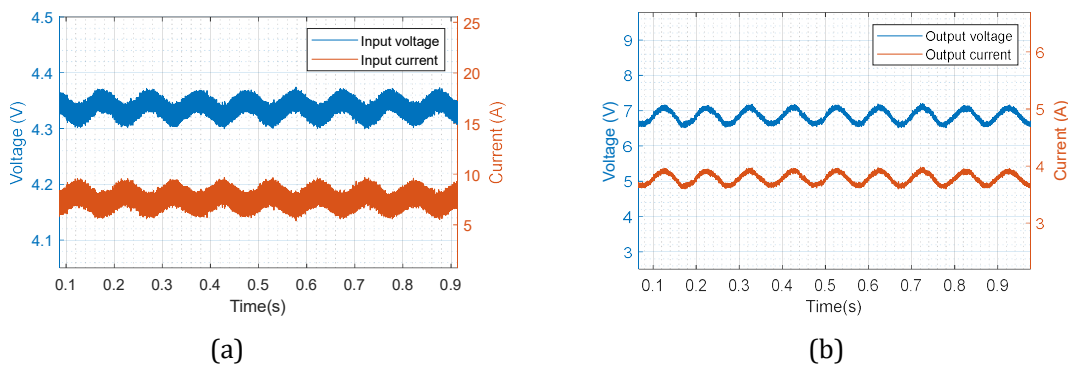 4.5
4.4
4.3
4.2
4.1
Voltage (V)
25
20
15
10
5
Current (A)
Input voltage
Input current
0.1 0.2 0.3 0.4 0.5 0.6 0.7 0.8 0.9
Time(s)
(a)
9
8
7
6
5
4
3
Voltage (V)
6
5
4
3
Current (A)
Output voltage
Output current
0.1 0.2 0.3 0.4 0.5 0.6 0.7 0.8 0.9
Time(s)
(b)